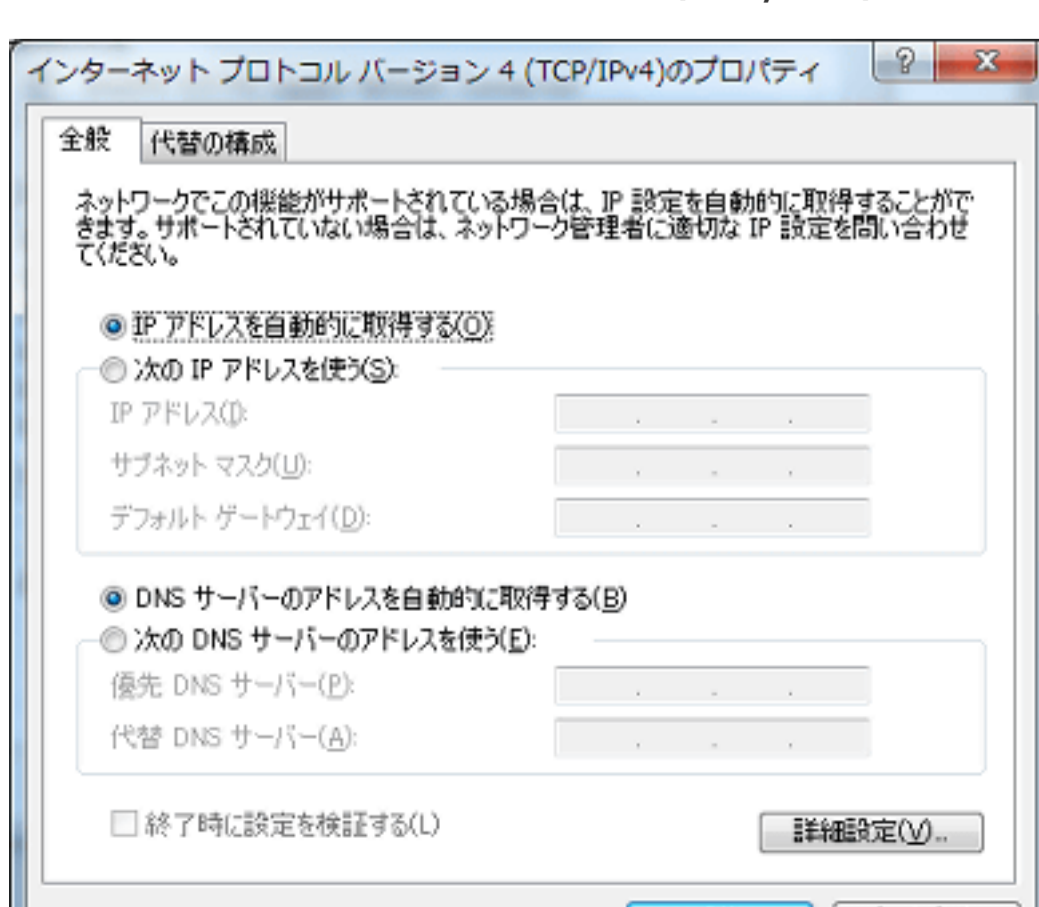 インターネット プロトコル バージョン 4 (TCP/IPv4)のプロパティ
全般
代替の構成
ネットワークでこの機能がサポートされている場合は、IP 設定を自動的に取得することがで
きます。サポートされていない場合は、ネットワーク管理者に適切な IP 設定を問い合わせ
てください。
IP アドレスを自動的に取得する(O)
次の IP アドレスを使う(S):
IP アドレス(I):
サブネット マスク(U):
デフォルト ゲートウェイ(D):
DNS サーバーのアドレスを自動的に取得する(B)
次の DNS サーバーのアドレスを使う(E):
優先 DNS サーバー(P):
代替 DNS サーバー(A):
終了時に設定を検証する(L)
詳細設定(V)...